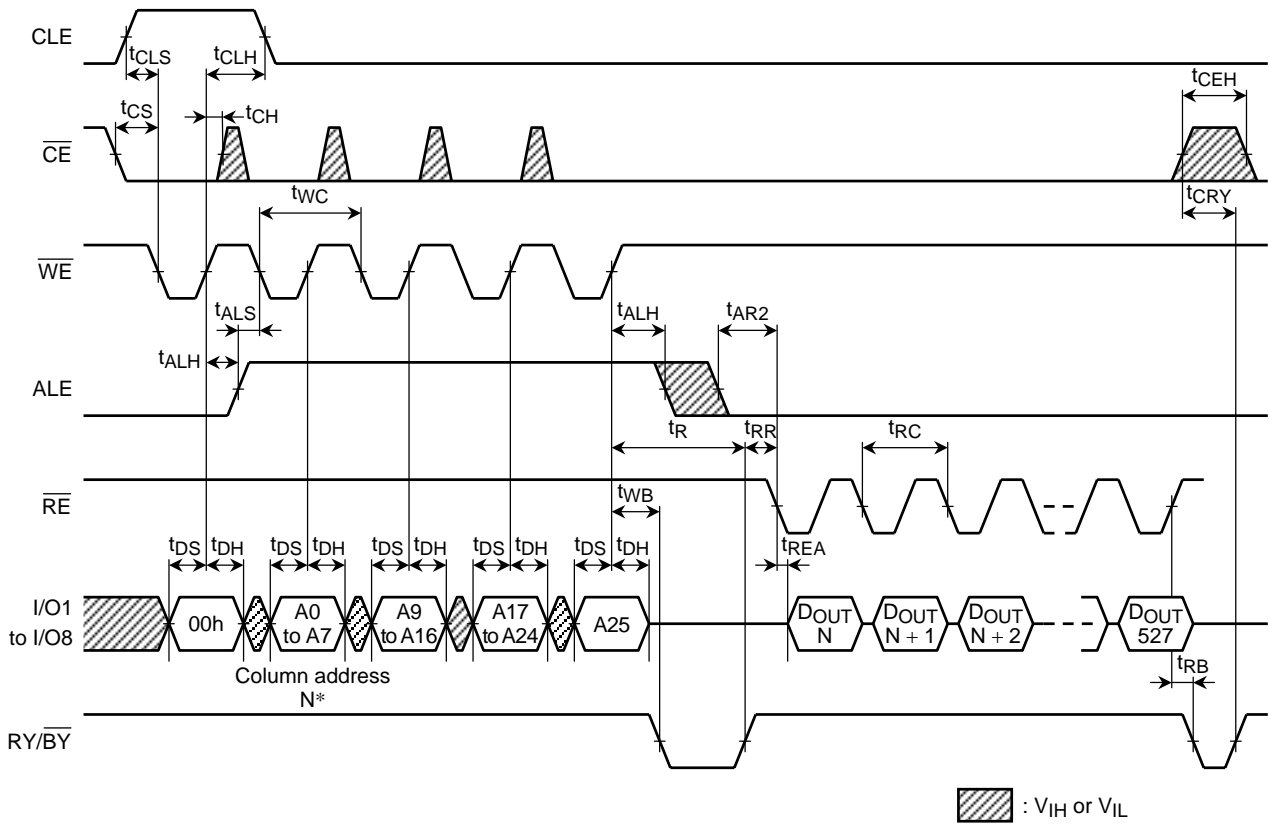 CLE
tCLS
tCLH
tCEH
tCS
tCH
CE
tWC
tCRY
WE
tALS
tALH
tAR2
tALH
ALE
tR
tRR
tRC
RE
tWB
tDS
tDH
tDS
tDH
tDS
tDH
tDS
tDH
tDS
tDH
tREA
I/O1
to I/O8
00h
A0
to A7
A9
to A16
A17
to A24
A25
DOUT
N
DOUT
N + 1
DOUT
N + 2
DOUT
527
Column address
N*
tRB
RY/BY
: VIH or VIL